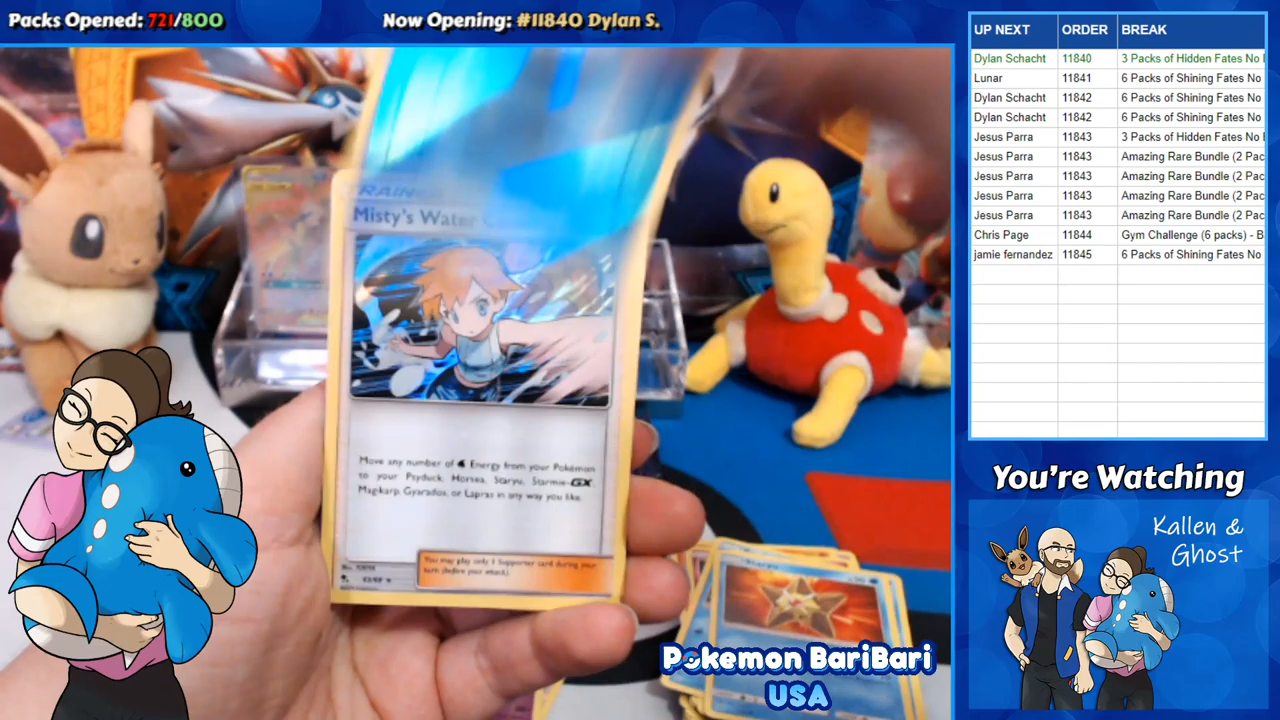 Packs Opened: 721/800
Now Opening: #11840 Dylan S.
UP NEXT ORDER BREAK
Dylan Schacht 11840 3 Packs of Hidden Fates No
Lunar 11841 6 Packs of Shining Fates No
Dylan Schacht 11842 6 Packs of Shining Fates No
Dylan Schacht 11842 6 Packs of Shining Fates No
Jesus Parra 11843 3 Packs of Hidden Fates No
Jesus Parra 11843 Amazing Rare Bundle (2 Pac
Jesus Parra 11843 Amazing Rare Bundle (2 Pac
Jesus Parra 11843 Amazing Rare Bundle (2 Pac
Jesus Parra 11843 Amazing Rare Bundle (2 Pac
Chris Page 11844 Gym Challenge (6 packs) - B
jamie fernandez 11845 6 Packs of Shining Fates No
TRAINER
Misty's Water
Move any number of Energy from your Pokémon
to your Psyduck, Horsea, Staryu, Starmie-GX,
Magikarp, Gyarados, or Lapras in any way you like.
You may play only 1 Supporter card during your
turn (before your attack).
63/68
Staryu
You're Watching
Kallen &
Ghost
Pokemon BariBari
USA